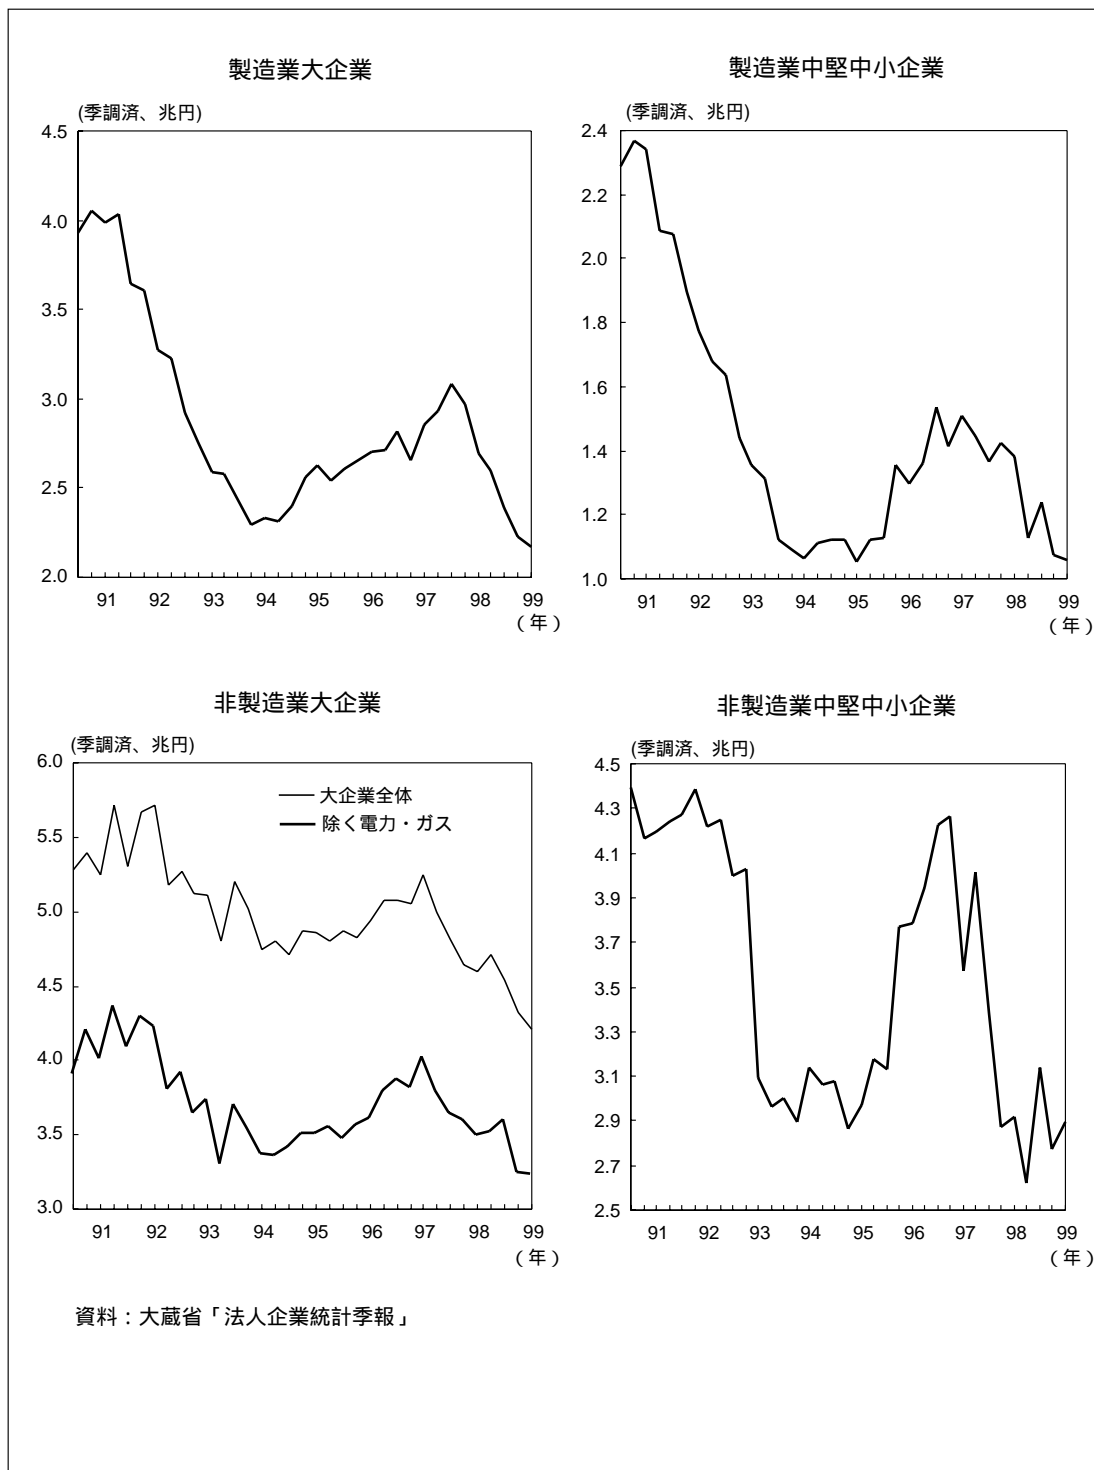 製造業大企業
(季調済、兆円)
4.5
4.0
3.5
3.0
2.5
2.0
91 92 93 94 95 96 97 98 99
(年)
製造業中堅中小企業
(季調済、兆円)
2.4
2.2
2.0
1.8
1.6
1.4
1.2
1.0
91 92 93 94 95 96 97 98 99
(年)
非製造業大企業
(季調済、兆円)
6.0
5.5
5.0
4.5
4.0
3.5
3.0
大企業全体
除く電力・ガス
91 92 93 94 95 96 97 98 99
(年)
非製造業中堅中小企業
(季調済、兆円)
4.5
4.3
4.1
3.9
3.7
3.5
3.3
3.1
2.9
2.7
2.5
91 92 93 94 95 96 97 98 99
(年)
資料:大蔵省「法人企業統計季報」